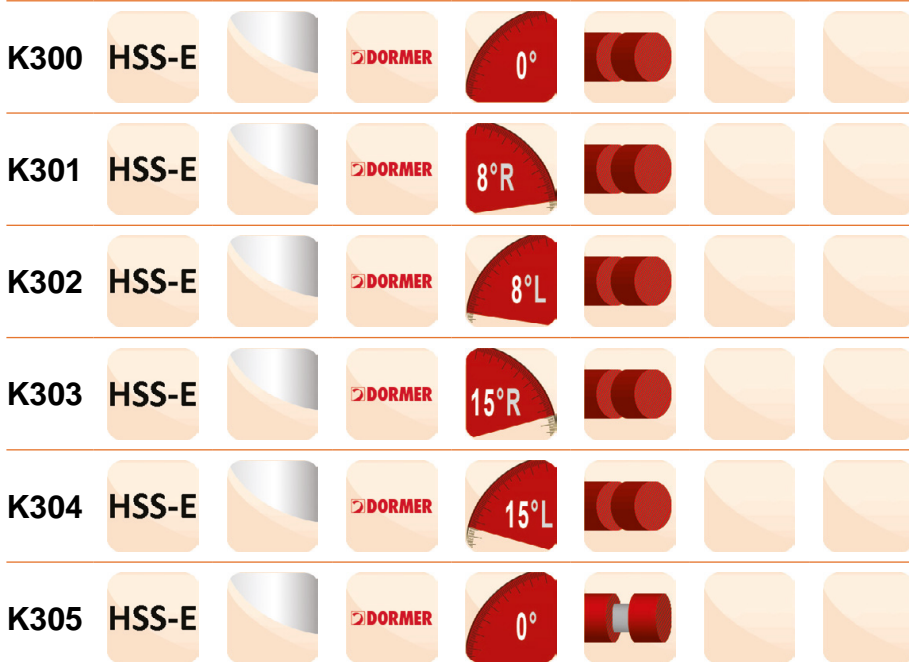 K300 HSS-E DORMER 0°
K301 HSS-E DORMER 8°R
K302 HSS-E DORMER 8°L
K303 HSS-E DORMER 15°R
K304 HSS-E DORMER 15°L
K305 HSS-E DORMER 0°